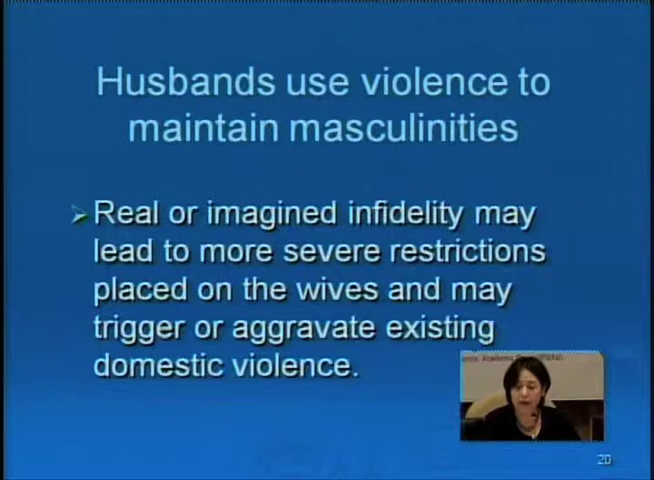 Husbands use violence to
maintain masculinities
Real or imagined infidelity may
lead to more severe restrictions
placed on the wives and may
trigger or aggravate existing
domestic violence.
20